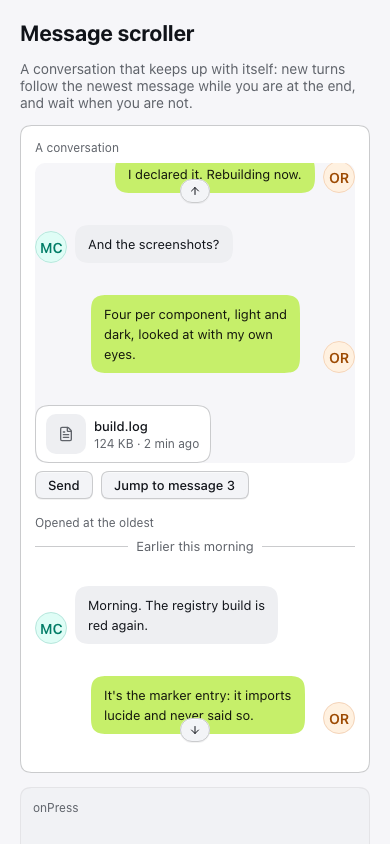 Message scroller
A conversation that keeps up with itself: new turns
follow the newest message while you are at the end,
and wait when you are not.
A conversation
I declared it. Rebuilding now.
OR
MC
And the screenshots?
Four per component, light and
dark, looked at with my own
eyes.
OR
build.log
124 KB · 2 min ago
Send
Jump to message 3
Opened at the oldest
Earlier this morning
Morning. The registry build is
red again.
MC
It's the marker entry: it imports
lucide and never said so.
OR
onPress